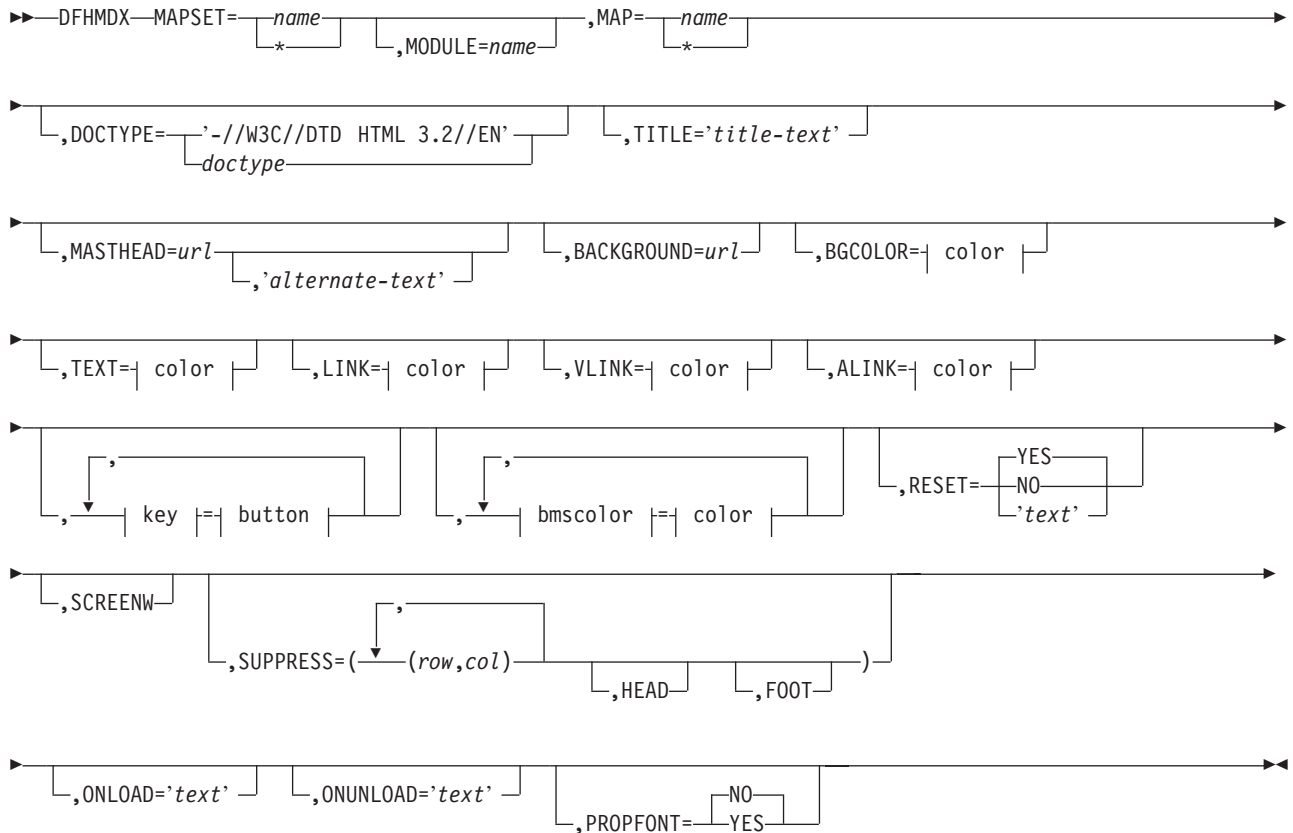 DFHMDX MAPSET= name ,MAP= name
* ,MODULE=name *
,DOCTYPE= '-//W3C//DTD HTML 3.2//EN' ,TITLE='title-text'
doctype
,MASTHEAD=url ,BACKGROUND=url ,BGCOLOR= color
,'alternate-text'
,TEXT= color ,LINK= color ,VLINK= color ,ALINK= color
, , YES
,RESET= NO
, key = button , bmscolor = color 'text'
,SCREENW ,
,SUPPRESS=( (row,col) )
,HEAD ,FOOT
,ONLOAD='text' ,ONUNLOAD='text' NO
,PROPFONT= YES